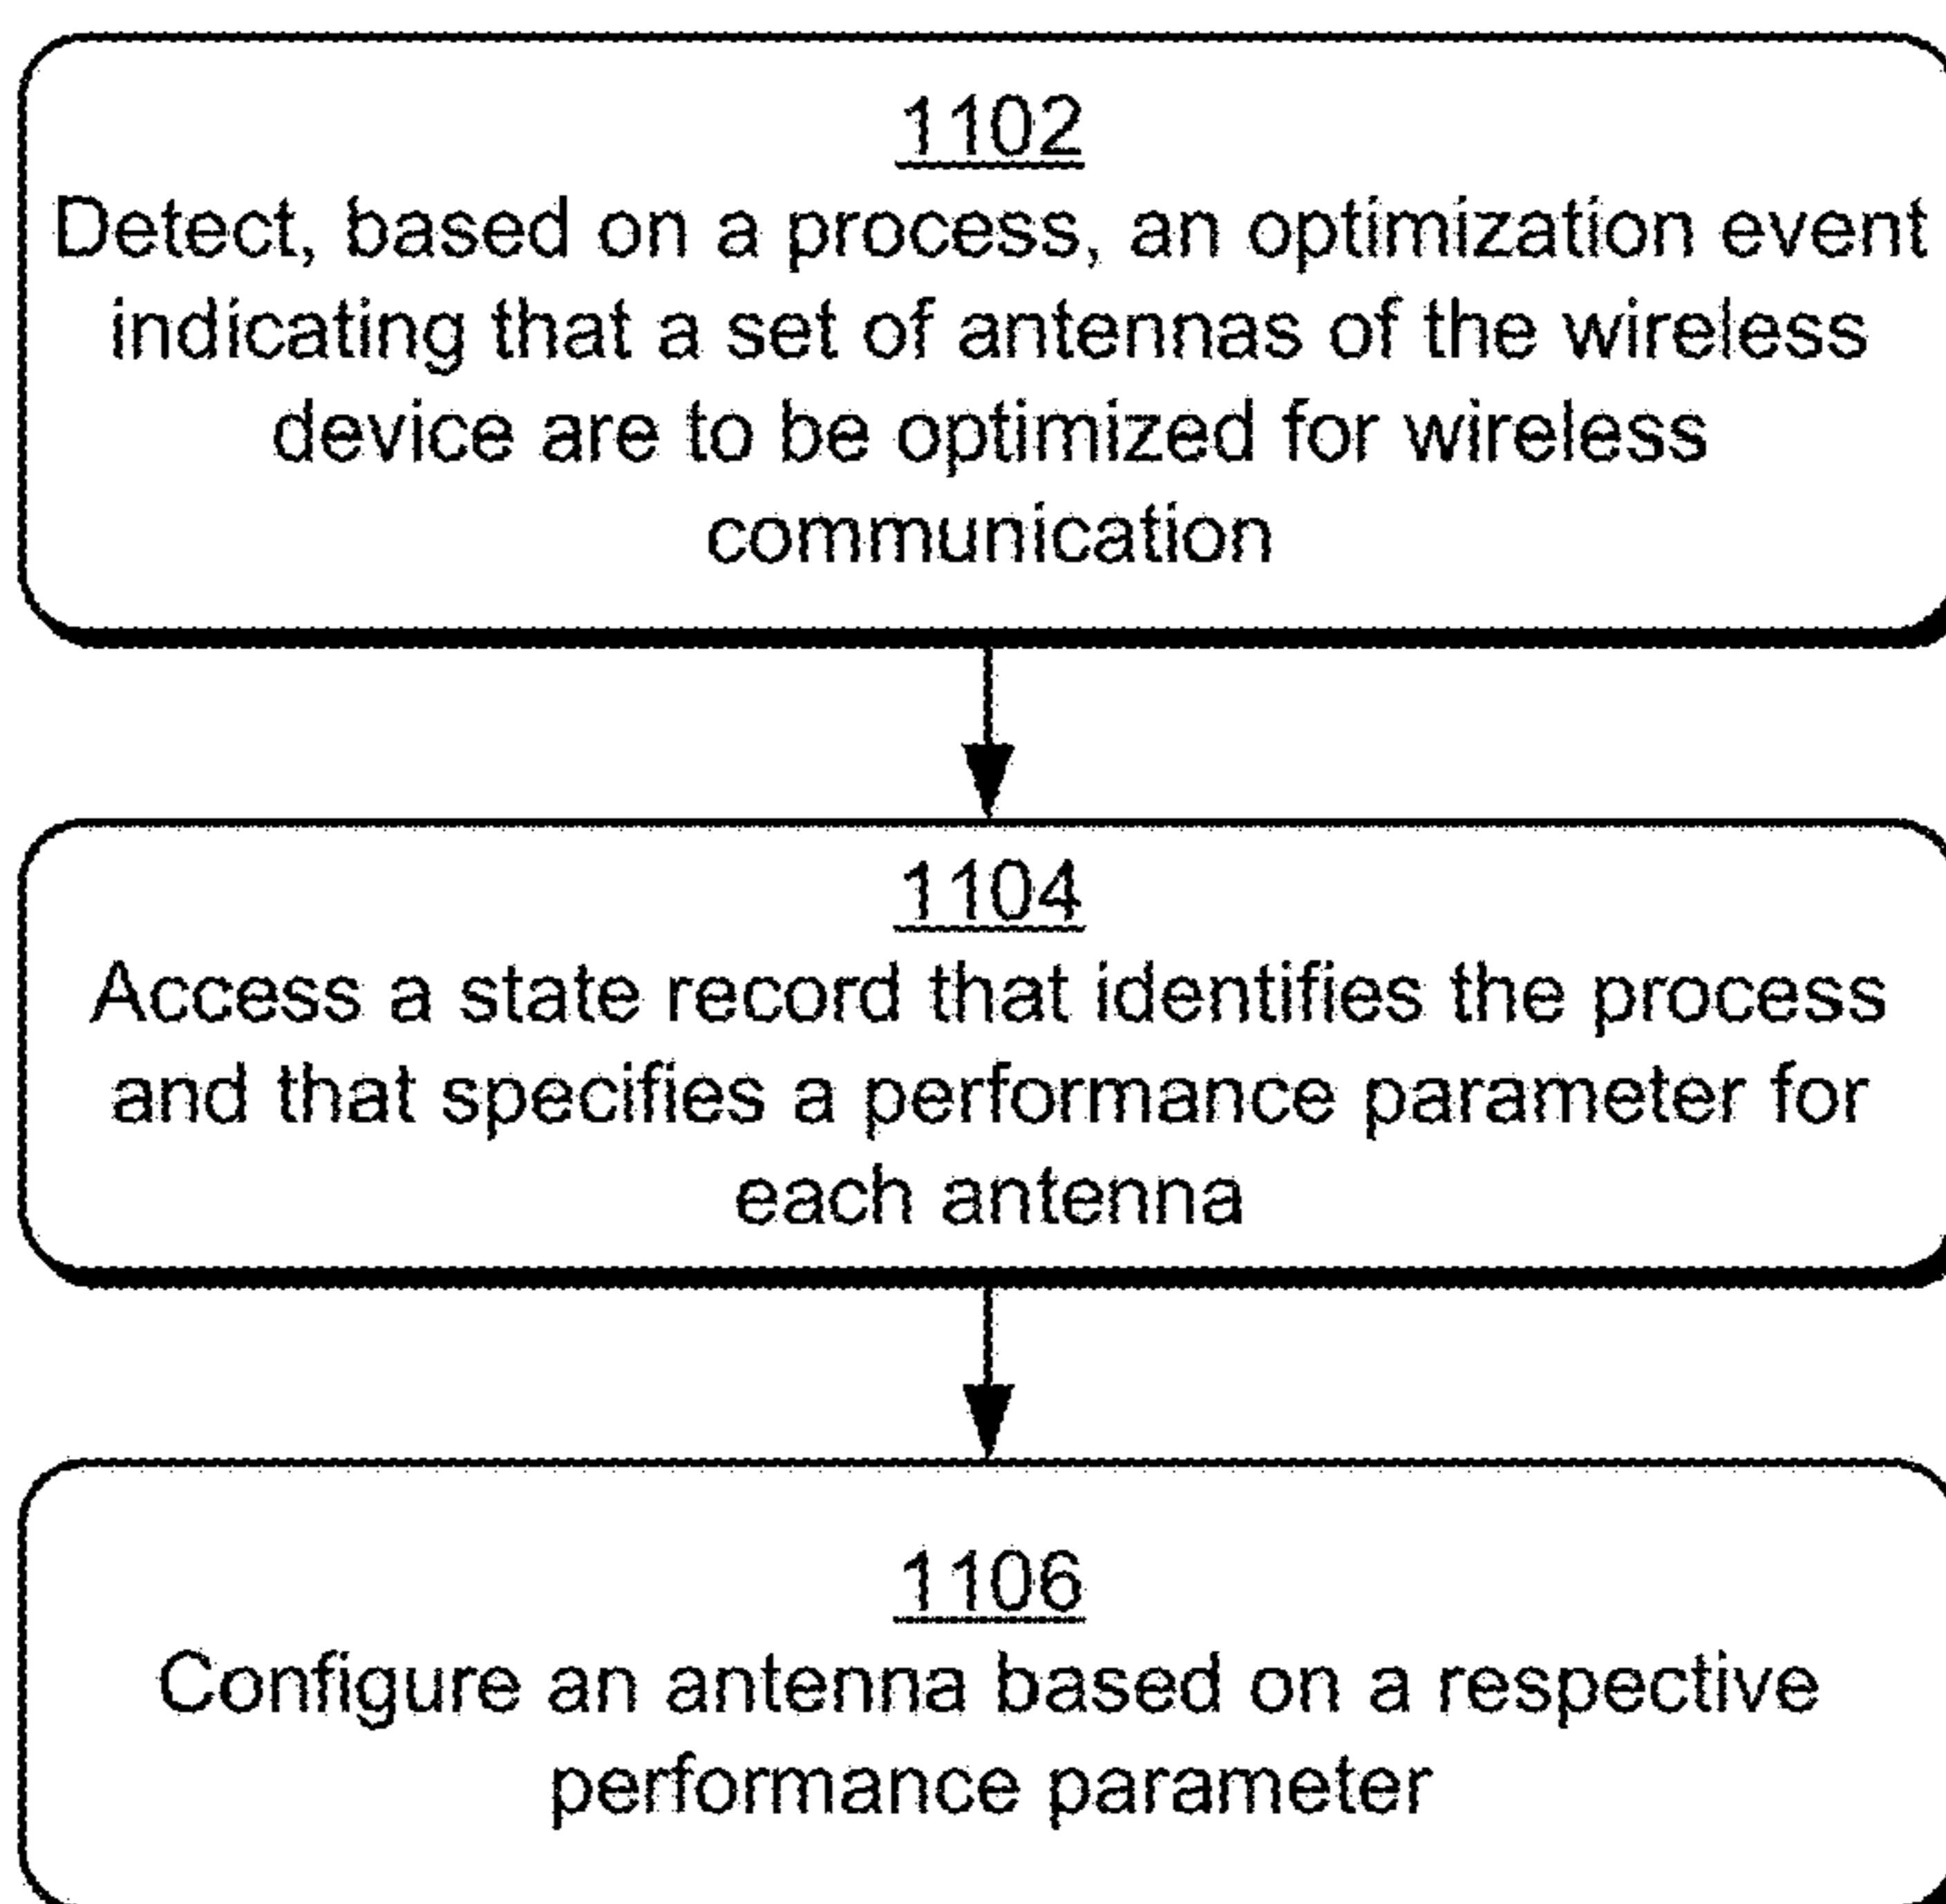 1102
Detect, based on a process, an optimization event
indicating that a set of antennas of the wireless
device are to be optimized for wireless
communication
1104
Access a state record that identifies the process
and that specifies a performance parameter for
each antenna
1106
Configure an antenna based on a respective
performance parameter